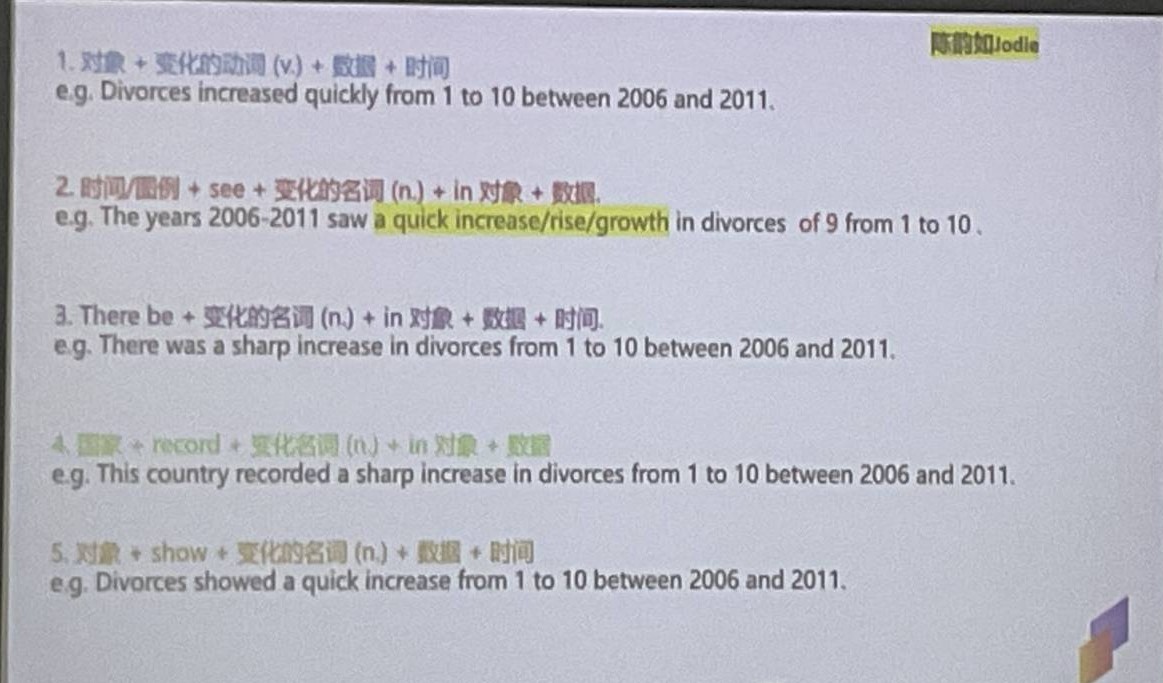 陈韵如Jodie
1. 对象 + 变化的动词 (v.) + 数据 + 时间
e.g. Divorces increased quickly from 1 to 10 between 2006 and 2011.
2. 时间/图例 + see + 变化的名词 (n.) + in 对象 + 数据.
e.g. The years 2006-2011 saw a quick increase/rise/growth in divorces of 9 from 1 to 10 .
3. There be + 变化的名词 (n.) + in 对象 + 数据 + 时间.
e.g. There was a sharp increase in divorces from 1 to 10 between 2006 and 2011.
4. 国家 + record + 变化名词 (n.) + in 对象 + 数据
e.g. This country recorded a sharp increase in divorces from 1 to 10 between 2006 and 2011.
5. 对象 + show + 变化的名词 (n.) + 数据 + 时间
e.g. Divorces showed a quick increase from 1 to 10 between 2006 and 2011.